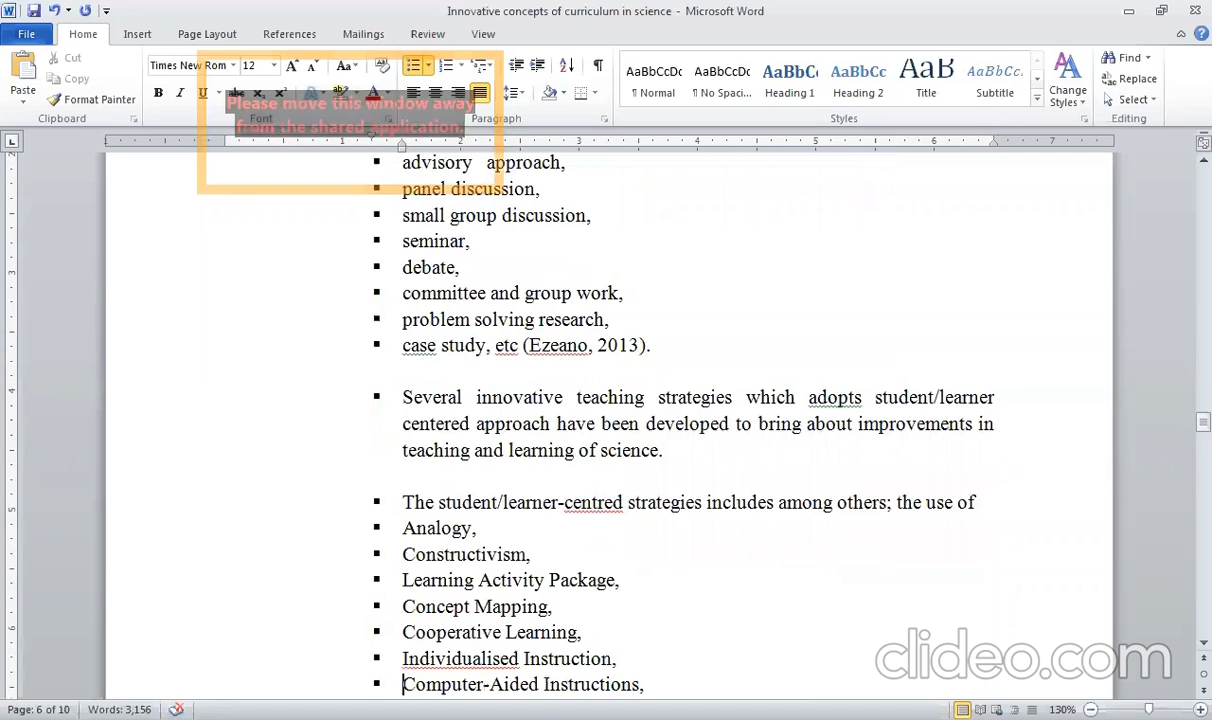 Innovative concepts of curriculum in science - Microsoft Word
File Home Insert Page Layout References Mailings Review View
Cut
Copy
Format Painter
Paste
Clipboard
Times New Rom 12
Font
Paragraph
AaBbCcDc AaBbCcDc AaBbC AaBbCc AaB AaBbCc.
¶ Normal ¶ No Spaci... Heading 1 Heading 2 Title Subtitle
Change Styles
Styles
Find
Replace
Select
Editing
Please move this window away
from the shared application.
advisory approach,
panel discussion,
small group discussion,
seminar,
debate,
committee and group work,
problem solving research,
case study, etc (Ezeano, 2013).
Several innovative teaching strategies which adopts student/learner
centered approach have been developed to bring about improvements in
teaching and learning of science.
The student/learner-centred strategies includes among others; the use of
Analogy,
Constructivism,
Learning Activity Package,
Concept Mapping,
Cooperative Learning,
Individualised Instruction,
Computer-Aided Instructions,
clideo.com
Page: 6 of 10 Words: 3,156 130%